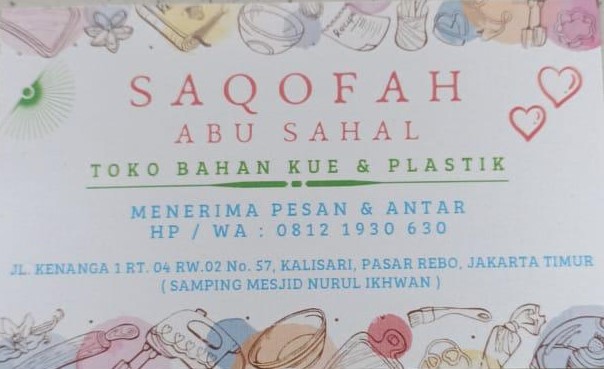 SAQOFAH
ABU SAHAL
TOKO BAHAN KUE & PLASTIK
MENERIMA PESAN & ANTAR
HP / WA : 0812 1930 630
JL. KENANGA 1 RT. 04 RW.02 No. 57, KALISARI, PASAR REBO, JAKARTA TIMUR
( SAMPING MESJID NURUL IKHWAN )